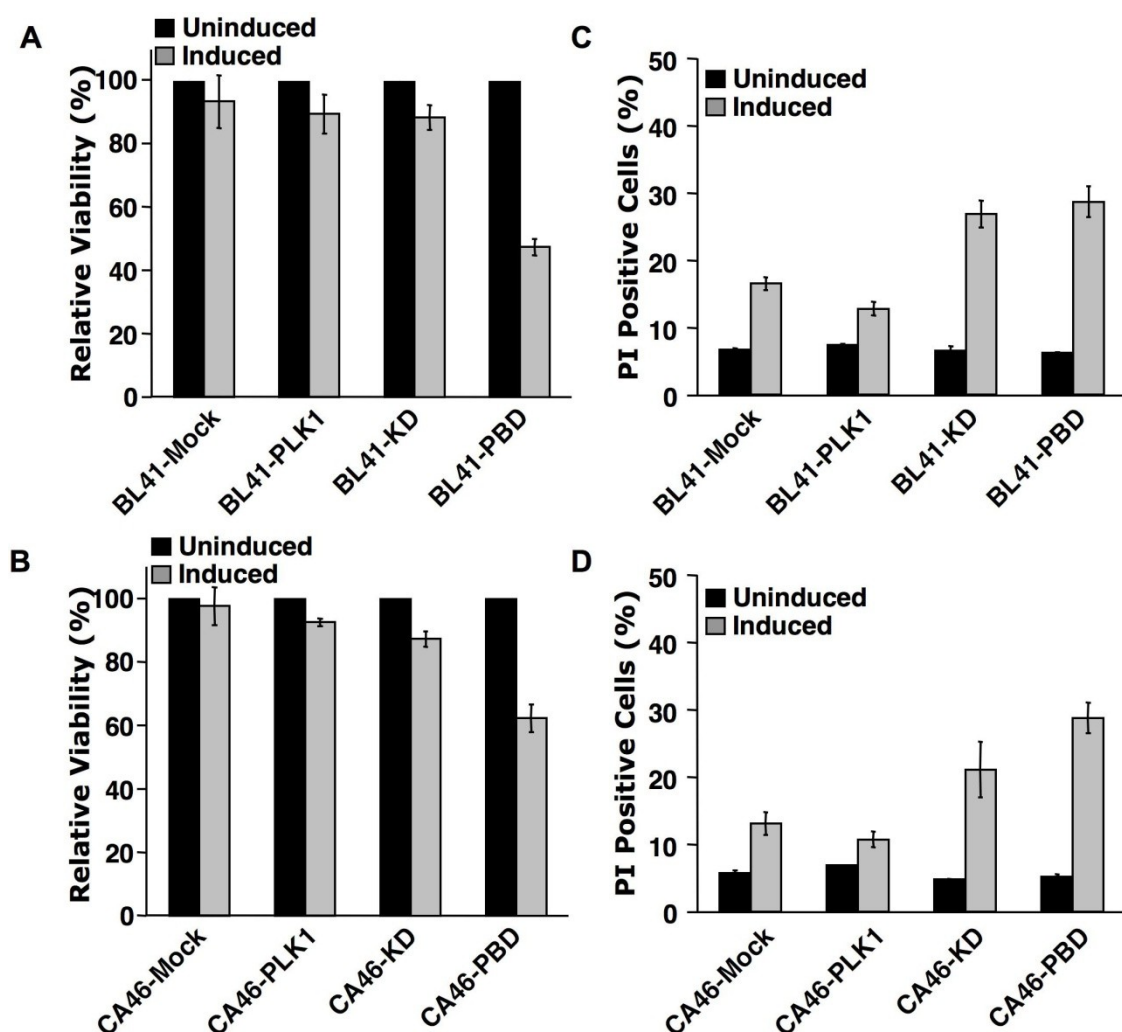 A
Uninduced
Induced
Relative Viability (%)
100
80
60
40
20
0
BL41-Mock
BL41-PLK1
BL41-KD
BL41-PBD
C
Uninduced
Induced
PI Positive Cells (%)
50
40
30
20
10
0
BL41-Mock
BL41-PLK1
BL41-KD
BL41-PBD
B
Uninduced
Induced
Relative Viability (%)
100
80
60
40
20
0
CA46-Mock
CA46-PLK1
CA46-KD
CA46-PBD
D
Uninduced
Induced
PI Positive Cells (%)
50
40
30
20
10
0
CA46-Mock
CA46-PLK1
CA46-KD
CA46-PBD